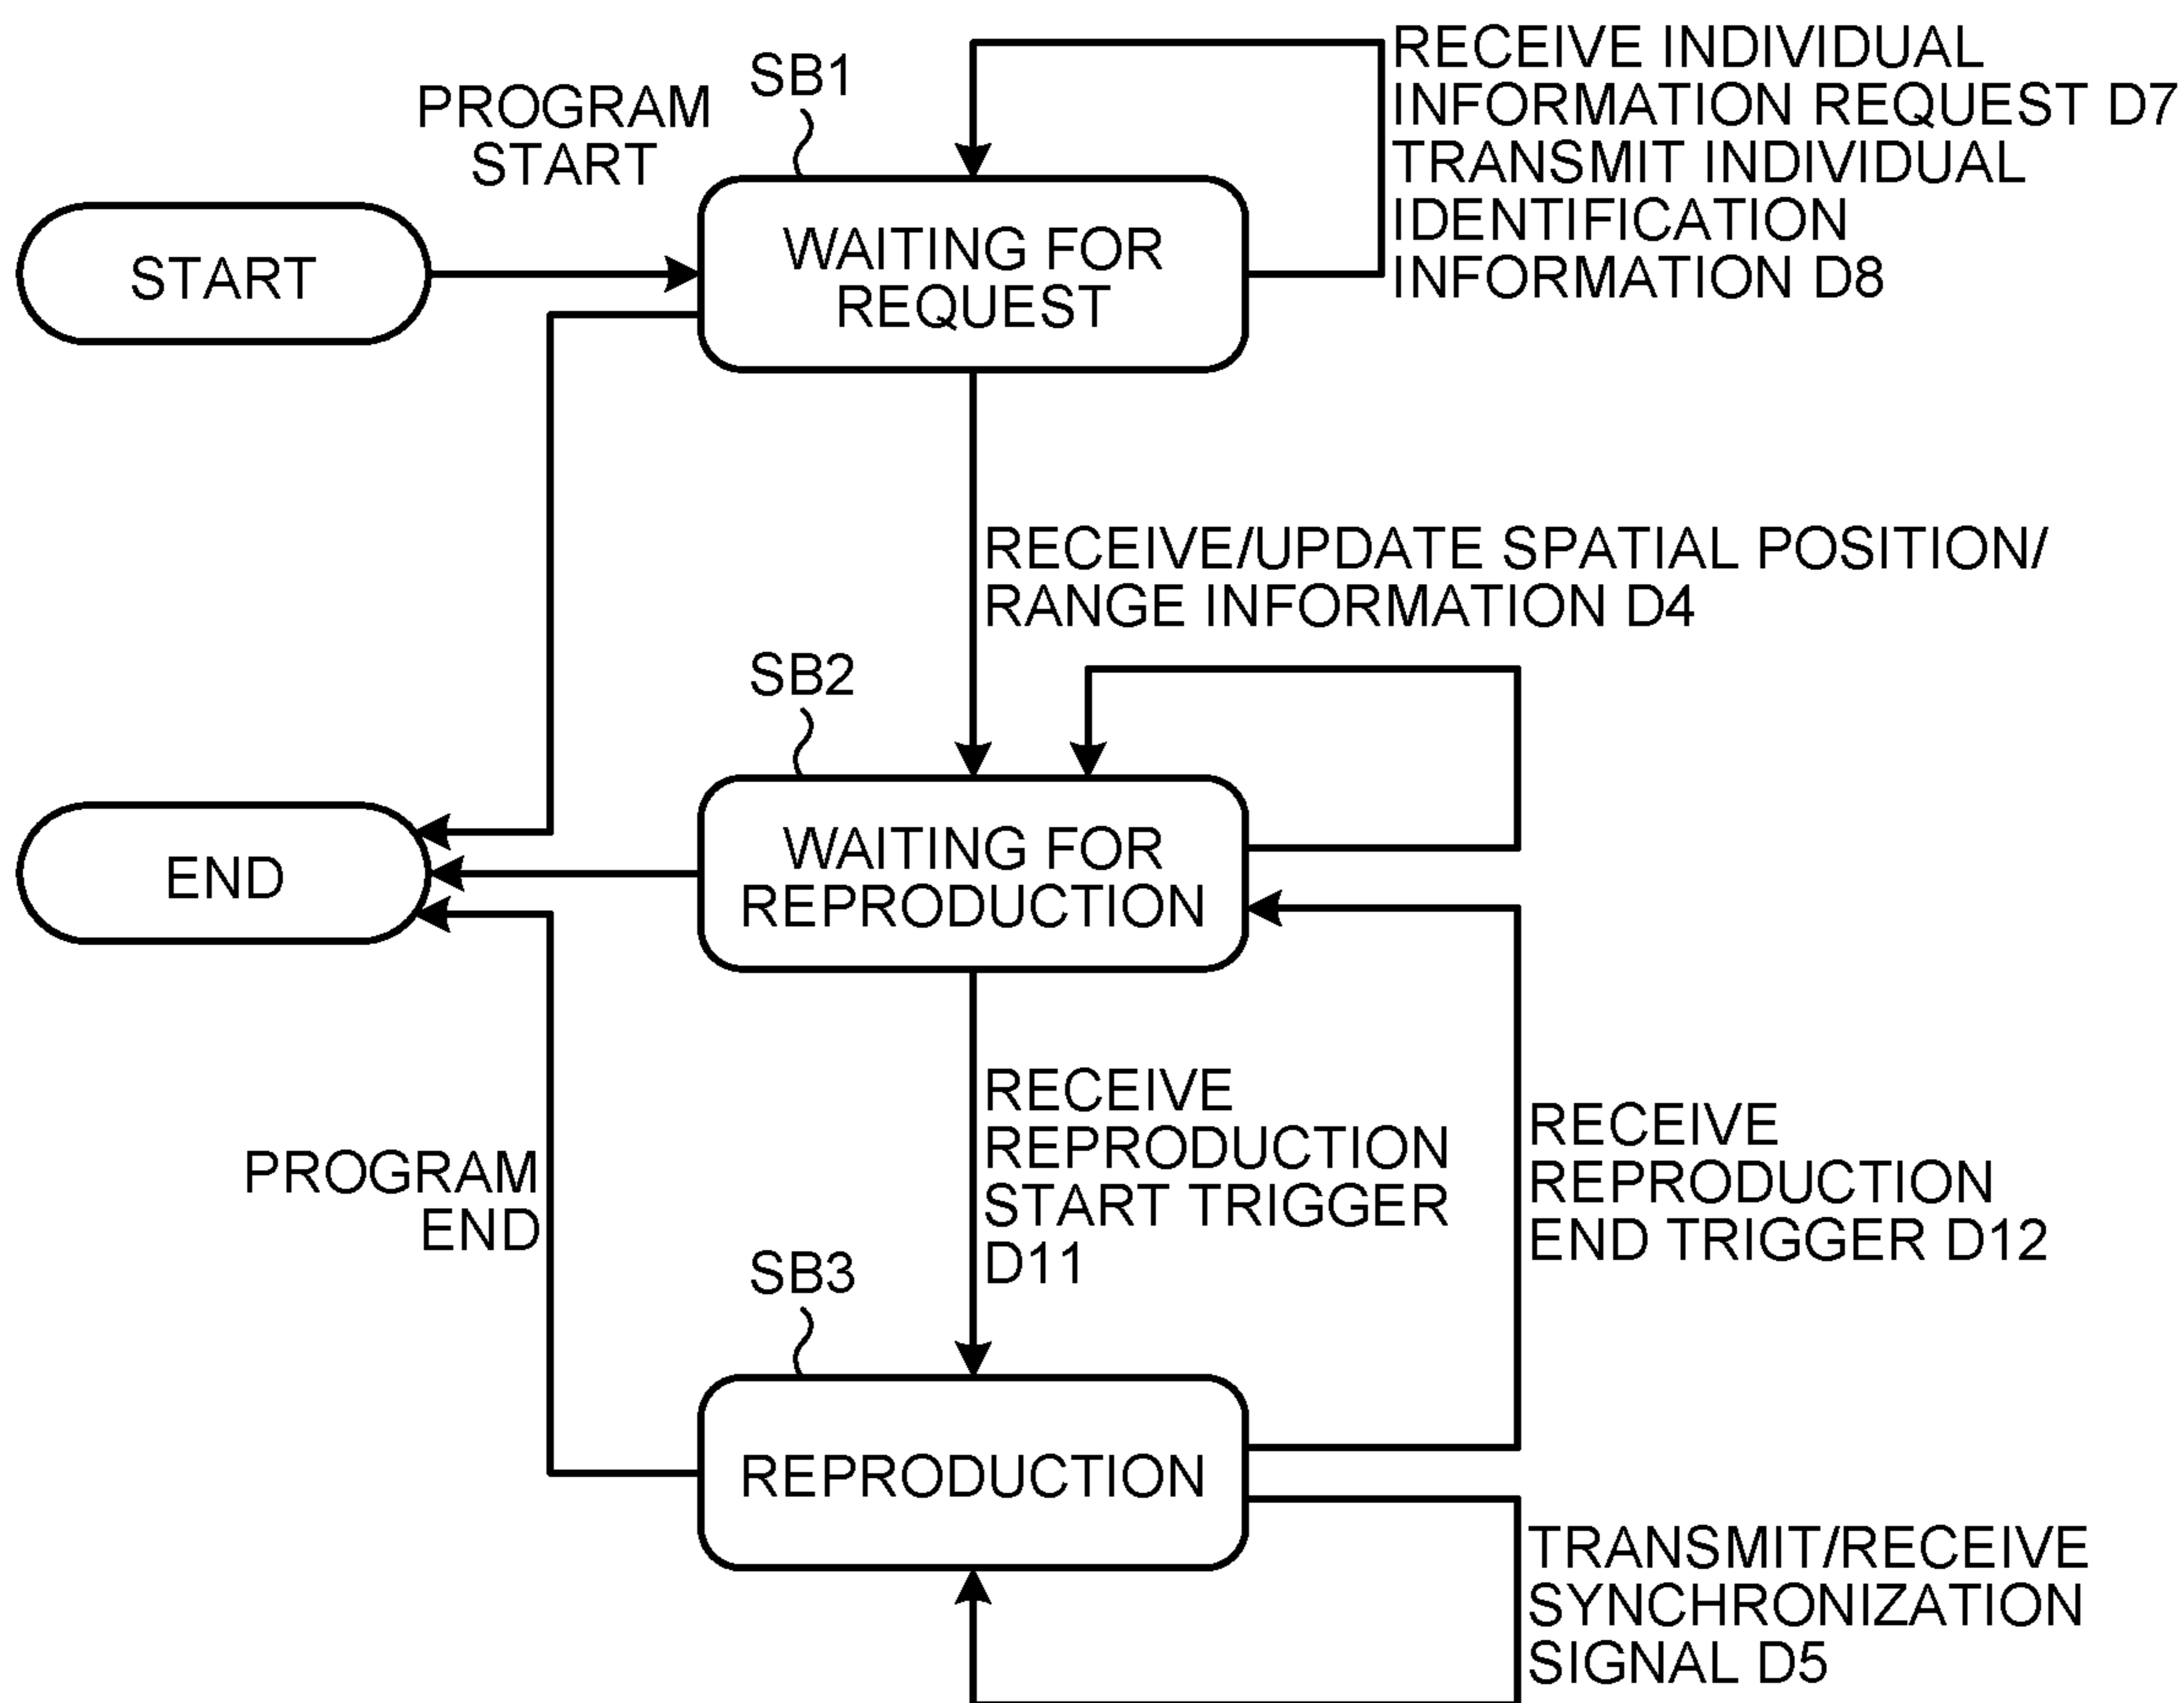 PROGRAM
START
SB1
RECEIVE INDIVIDUAL
INFORMATION REQUEST D7
TRANSMIT INDIVIDUAL
IDENTIFICATION
INFORMATION D8
START
WAITING FOR
REQUEST
RECEIVE/UPDATE SPATIAL POSITION/
RANGE INFORMATION D4
SB2
END
WAITING FOR
REPRODUCTION
RECEIVE
REPRODUCTION
START TRIGGER
D11
RECEIVE
REPRODUCTION
END TRIGGER D12
PROGRAM
END
SB3
REPRODUCTION
TRANSMIT/RECEIVE
SYNCHRONIZATION
SIGNAL D5